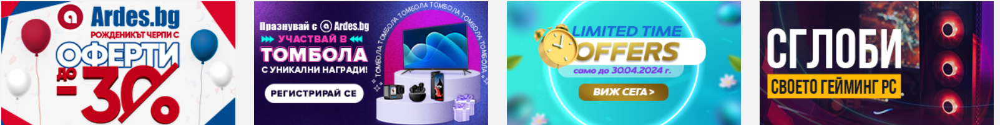 a Ardes.bg
РОЖДЕНИКЪТ ЧЕРПИ С
ОФЕРТИ
ДО
-30%
Празнувай с a Ardes.bg
УЧАСТВАЙ В
ТОМБОЛА
С УНИКАЛНИ НАГРАДИ!
РЕГИСТРИРАЙ СЕ
ТОМБОЛА ТОМБОЛА ТОМБОЛА ТОМБОЛА ТОМБОЛА ТОМБОЛА
LIMITED TIME
OFFERS
само до 30.04.2024 г.
ВИЖ СЕГА >
СГЛОБИ
СВОЕТО ГЕЙМИНГ PC